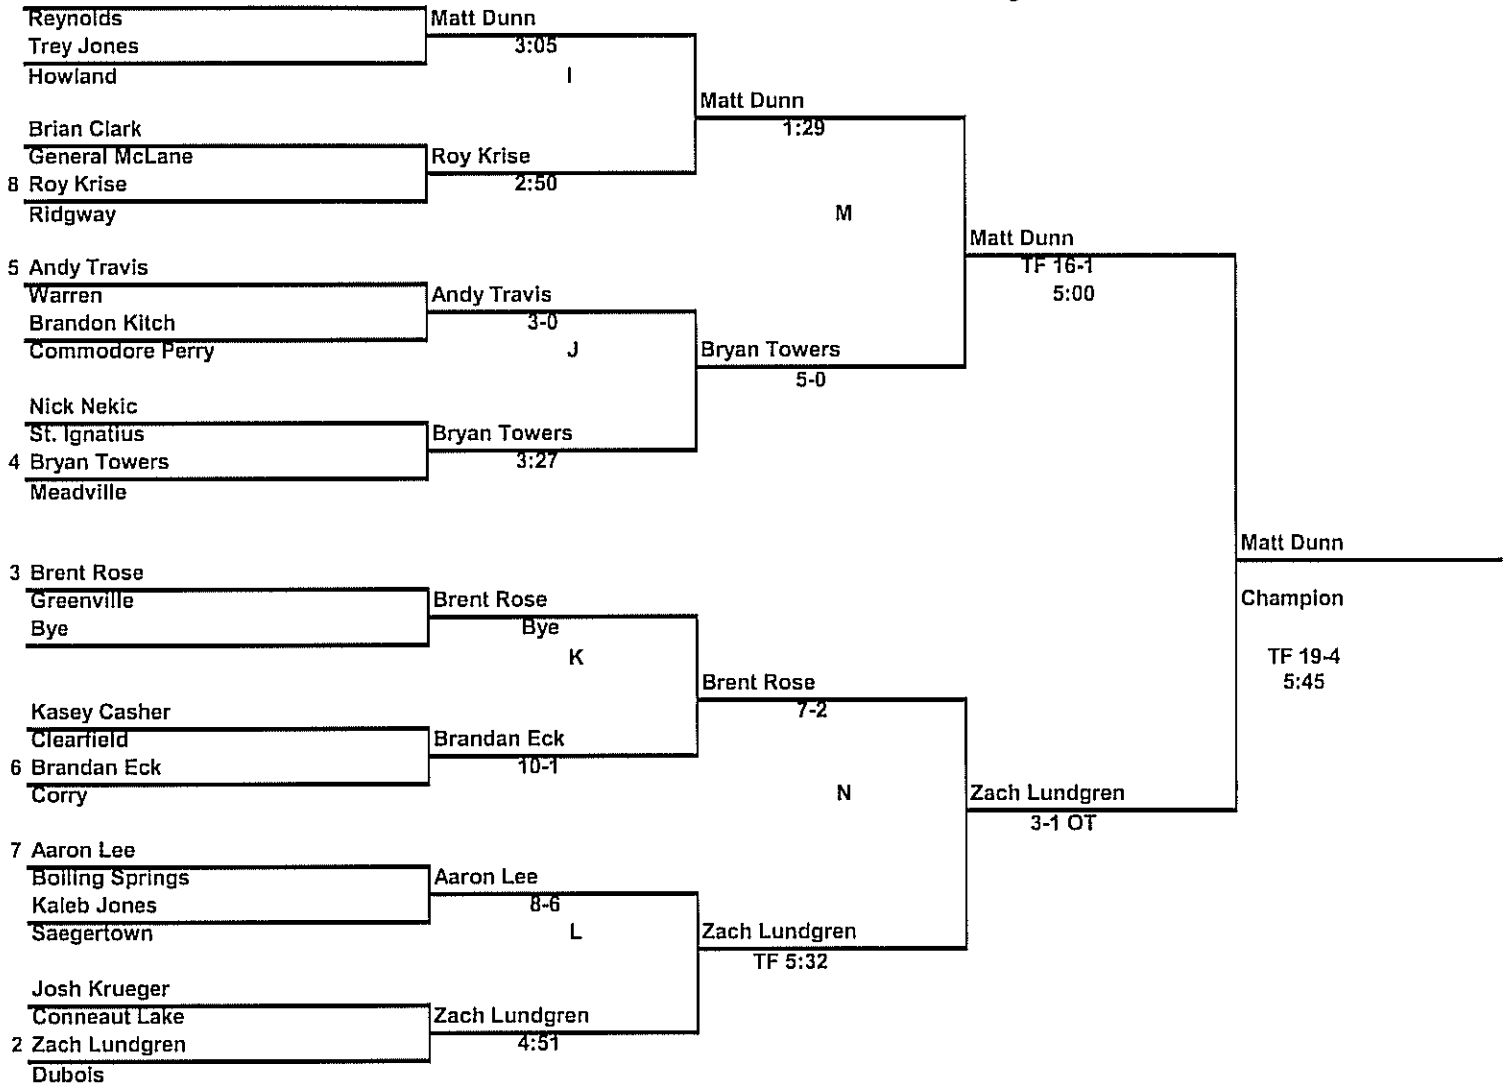 Reynolds
Trey Jones
Howland
Brian Clark
General McLane
8 Roy Krise
Ridgway
5 Andy Travis
Warren
Brandon Kitch
Commodore Perry
Nick Nekic
St. Ignatius
4 Bryan Towers
Meadville
3 Brent Rose
Greenville
Bye
Kasey Casher
Clearfield
6 Brandan Eck
Corry
7 Aaron Lee
Boiling Springs
Kaleb Jones
Saegertown
Josh Krueger
Conneaut Lake
2 Zach Lundgren
Dubois
Matt Dunn
3:05
I
Roy Krise
2:50
Andy Travis
3-0
J
Bryan Towers
3:27
Brent Rose
Bye
K
Brandan Eck
10-1
Aaron Lee
8-6
L
Zach Lundgren
4:51
Matt Dunn
1:29
M
Bryan Towers
5-0
Brent Rose
7-2
N
Zach Lundgren
TF 5:32
Matt Dunn
TF 16-1
5:00
Zach Lundgren
3-1 OT
Matt Dunn
Champion
TF 19-4
5:45